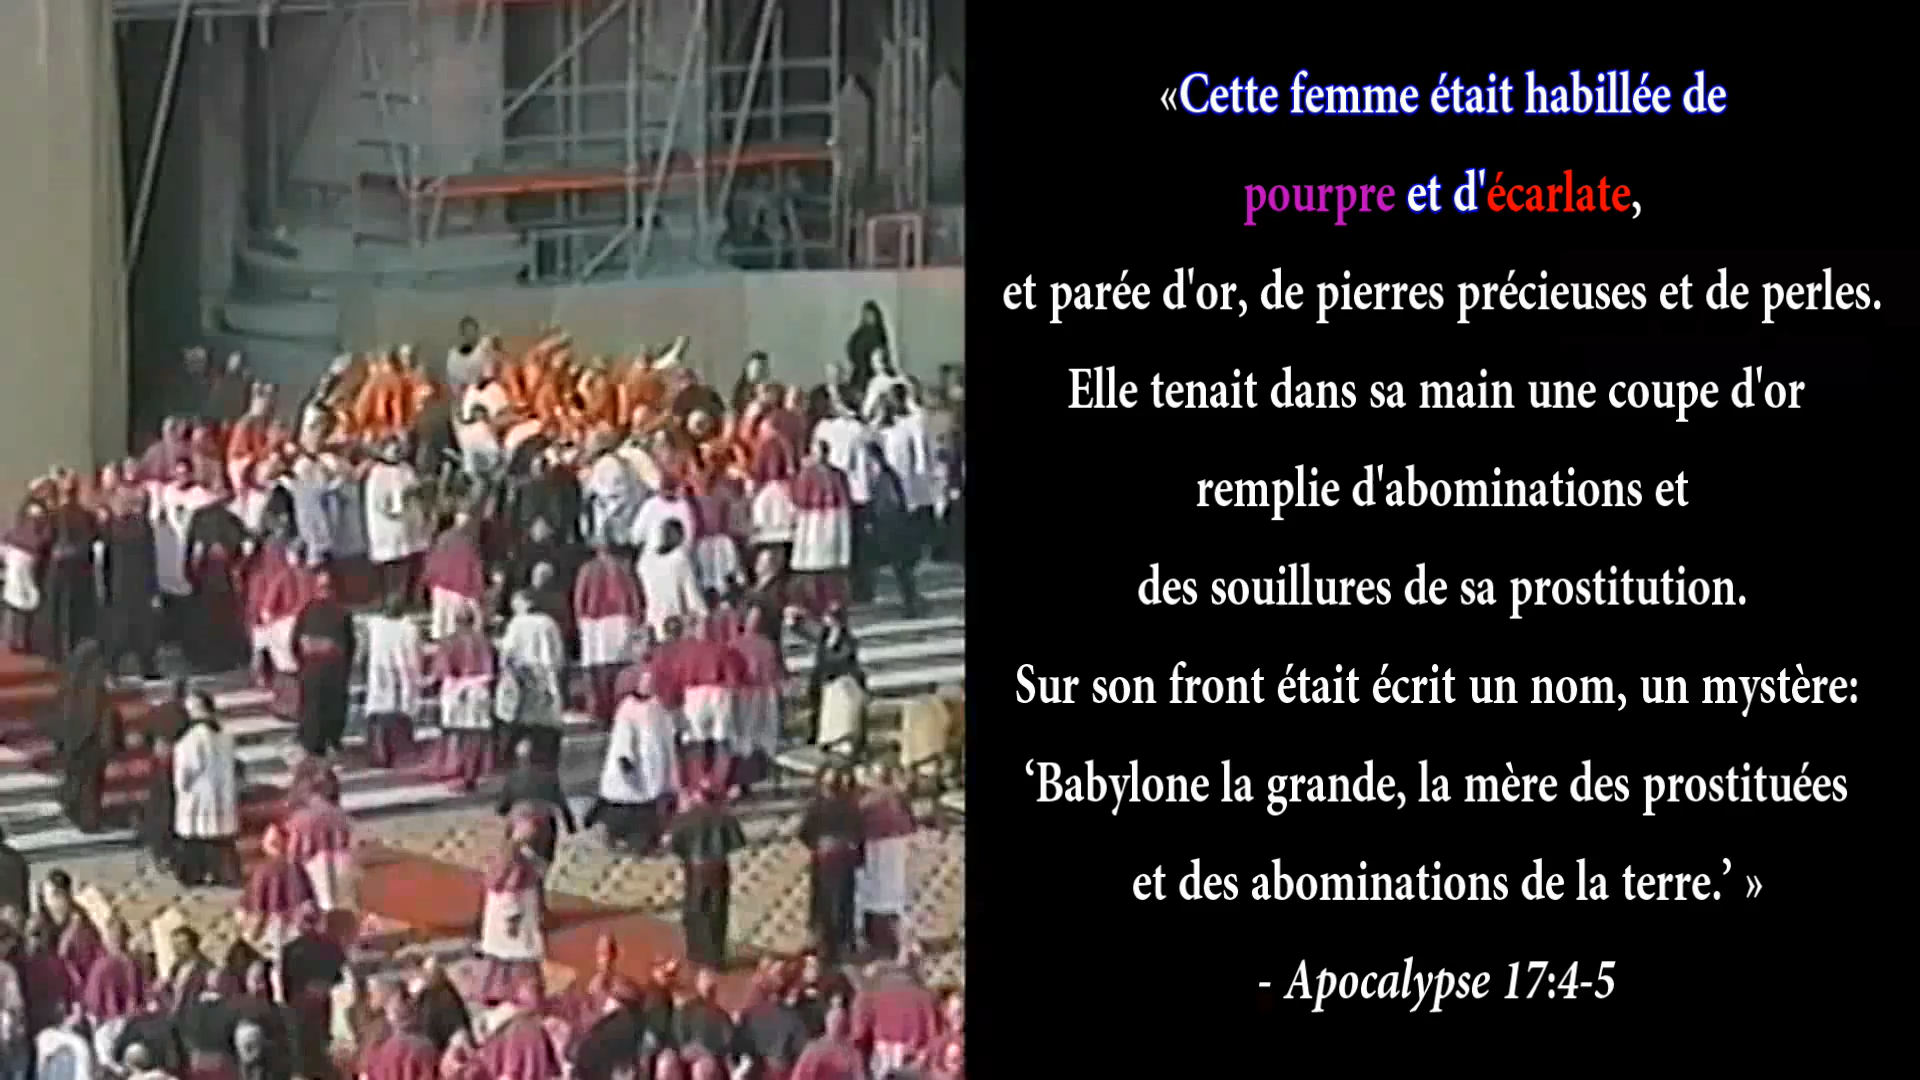 «Cette femme était habillée de
pourpre et d'écarlate,
et parée d'or, de pierres précieuses et de perles.
Elle tenait dans sa main une coupe d'or
remplie d'abominations et
des souillures de sa prostitution.
Sur son front était écrit un nom, un mystère:
‘Babylone la grande, la mère des prostituées
et des abominations de la terre.’ »
- Apocalypse 17:4-5